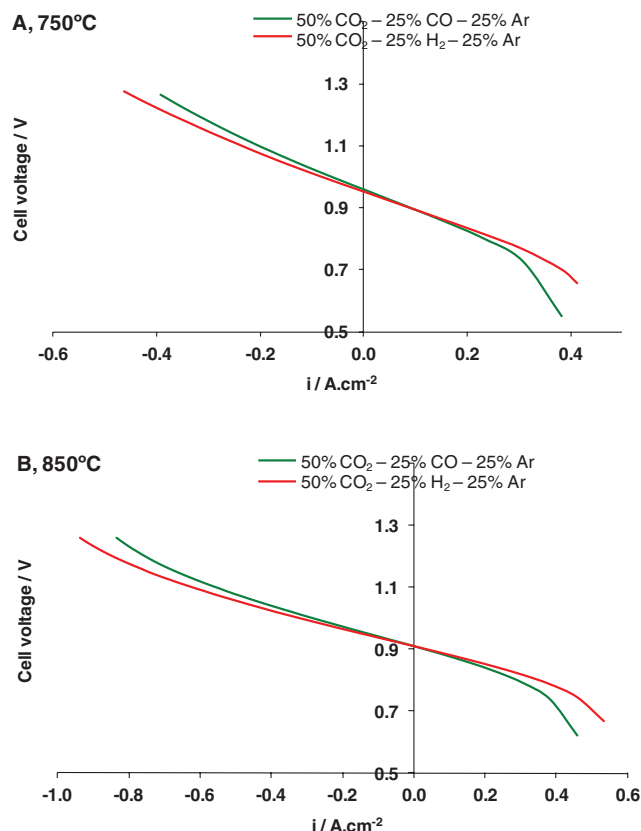 A, 750ºC
50% CO₂ – 25% CO – 25% Ar
50% CO₂ – 25% H₂ – 25% Ar
Cell voltage / V
1.3
1.1
0.9
0.7
0.5
-0.6 -0.4 -0.2 0.0 0.2 0.4
i / A.cm⁻²
B, 850ºC
50% CO₂ – 25% CO – 25% Ar
50% CO₂ – 25% H₂ – 25% Ar
Cell voltage / V
1.3
1.1
0.9
0.7
0.5
-1.0 -0.8 -0.6 -0.4 -0.2 0.0 0.2 0.4 0.6
i / A.cm⁻²